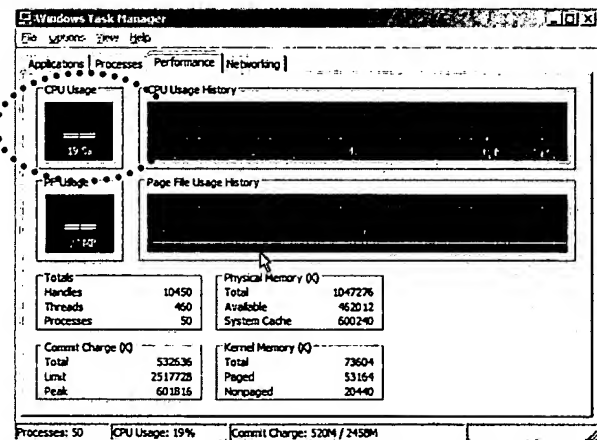 Windows Task Manager
File Options View Help
Applications Processes Performance Networking
CPU Usage CPU Usage History
19 %
PF Usage Page File Usage History
Totals
Handles 10450
Threads 460
Processes 50
Physical Memory (K)
Total 1047276
Available 462012
System Cache 600240
Commit Charge (K)
Total 532636
Limit 2517728
Peak 601816
Kernel Memory (K)
Total 73604
Paged 53164
Nonpaged 20440
Processes: 50 CPU Usage: 19% Commit Charge: 520M / 2458M